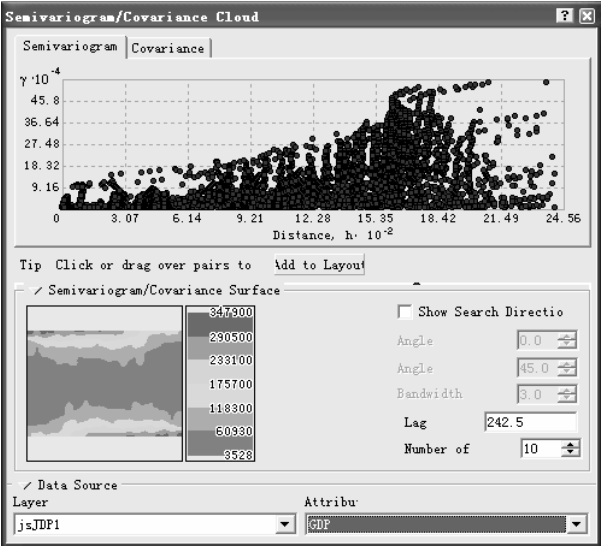 Semivariogram/Covariance Cloud
Semivariogram
Covariance
γ·10⁻⁴
45.8
36.64
27.48
18.32
9.16
0 3.07 6.14 9.21 12.28 15.35 18.42 21.49 24.56
Distance, h·10⁻²
Tip Click or drag over pairs to Add to Layout
Semivariogram/Covariance Surface
347900
290500
233100
175700
118300
60930
3528
Show Search Directio
Angle 0.0
Angle 45.0
Bandwidth 3.0
Lag 242.5
Number of 10
Data Source
Layer
jsJDP1
Attribu
GDP